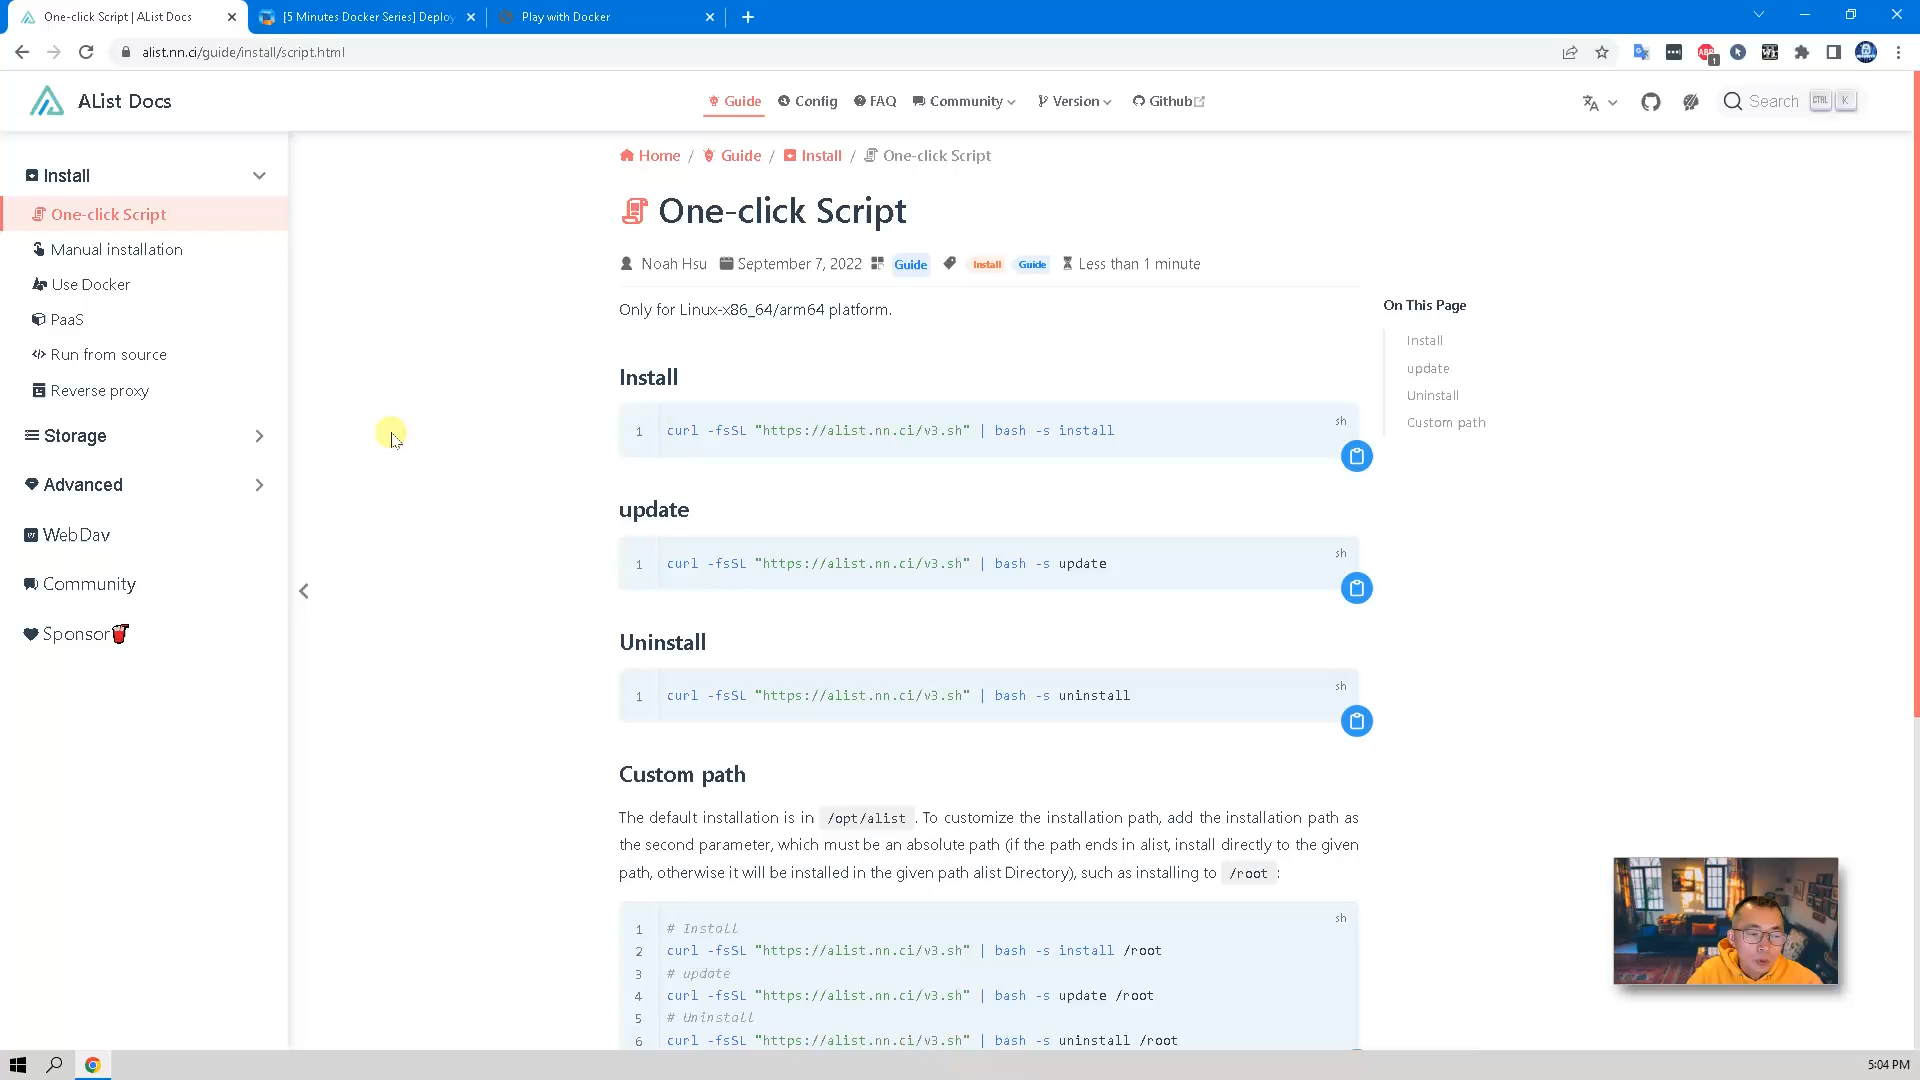 One-click Script | AList Docs
[5 Minutes Docker Series] Deploy
Play with Docker
alist.nn.ci/guide/install/script.html
1
AList Docs
Guide
Config
FAQ
Community
Version
Github
Search CTRL K
Install
One-click Script
Manual installation
Use Docker
PaaS
Run from source
Reverse proxy
Storage
Advanced
WebDav
Community
Sponsor
Home / Guide / Install / One-click Script
One-click Script
Noah Hsu September 7, 2022 Guide Install Guide Less than 1 minute
Only for Linux-x86_64/arm64 platform.
Install
sh
1 curl -fsSL "https://alist.nn.ci/v3.sh" | bash -s install
update
sh
1 curl -fsSL "https://alist.nn.ci/v3.sh" | bash -s update
Uninstall
sh
1 curl -fsSL "https://alist.nn.ci/v3.sh" | bash -s uninstall
Custom path
The default installation is in /opt/alist . To customize the installation path, add the installation path as
the second parameter, which must be an absolute path (if the path ends in alist, install directly to the given
path, otherwise it will be installed in the given path alist Directory), such as installing to /root :
sh
1 # Install
2 curl -fsSL "https://alist.nn.ci/v3.sh" | bash -s install /root
3 # update
4 curl -fsSL "https://alist.nn.ci/v3.sh" | bash -s update /root
5 # Uninstall
6 curl -fsSL "https://alist.nn.ci/v3.sh" | bash -s uninstall /root
On This Page
Install
update
Uninstall
Custom path
5:04 PM